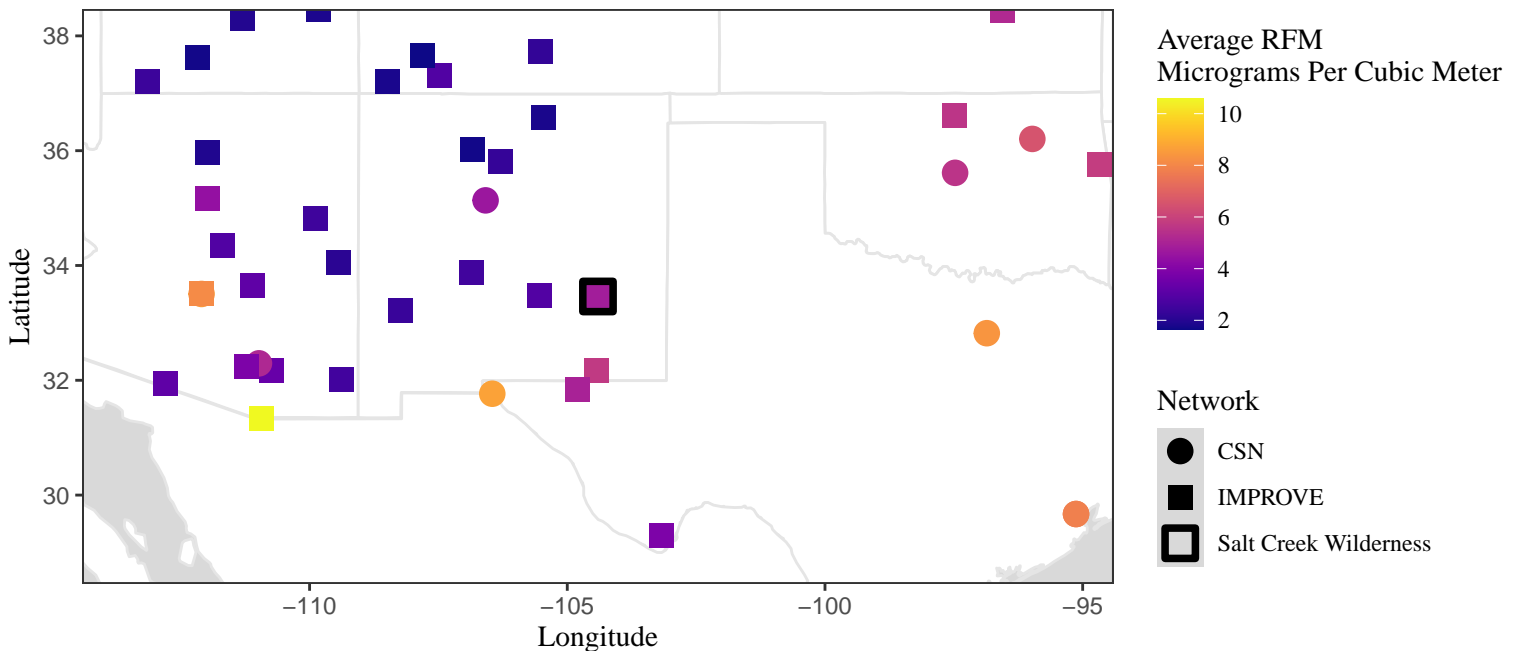 38
36
34
32
30
Latitude
−110
−105
−100
−95
Longitude
Average RFM
Micrograms Per Cubic Meter
10
8
6
4
2
Network
CSN
IMPROVE
Salt Creek Wilderness